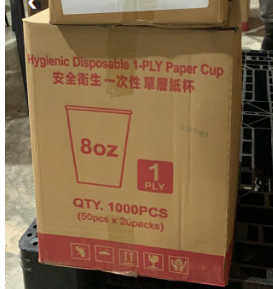 Hygienic Disposable 1-PLY Paper Cup
安全衛生一次性單層紙杯
8oz
1
PLY
QTY. 1000PCS
(50pcs x 20packs)